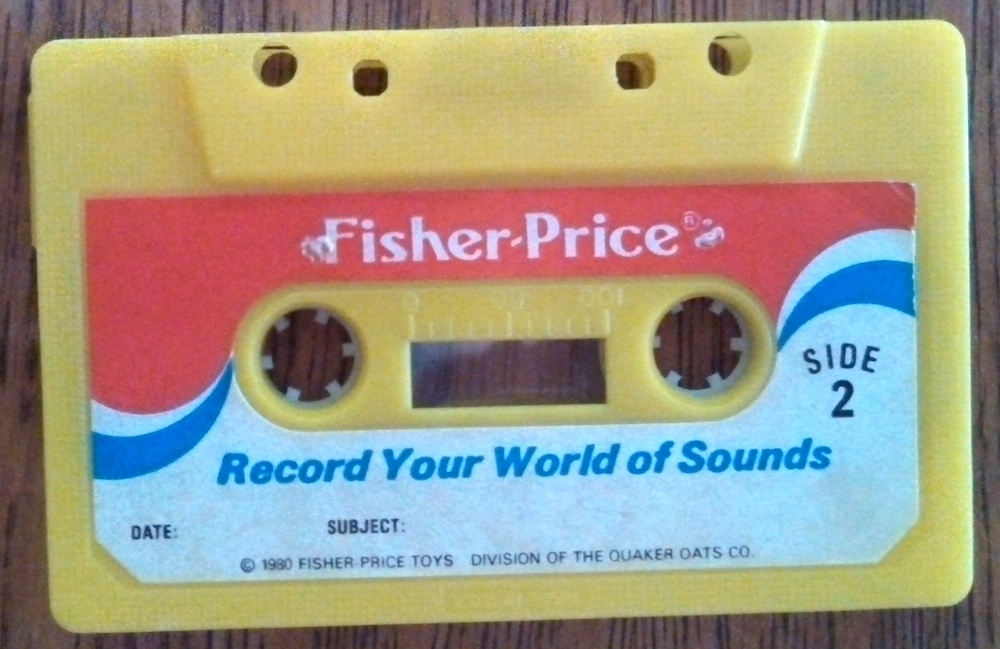 Fisher-Price®
0 50 100
SIDE
2
Record Your World of Sounds
DATE: SUBJECT:
© 1980 FISHER-PRICE TOYS DIVISION OF THE QUAKER OATS CO.